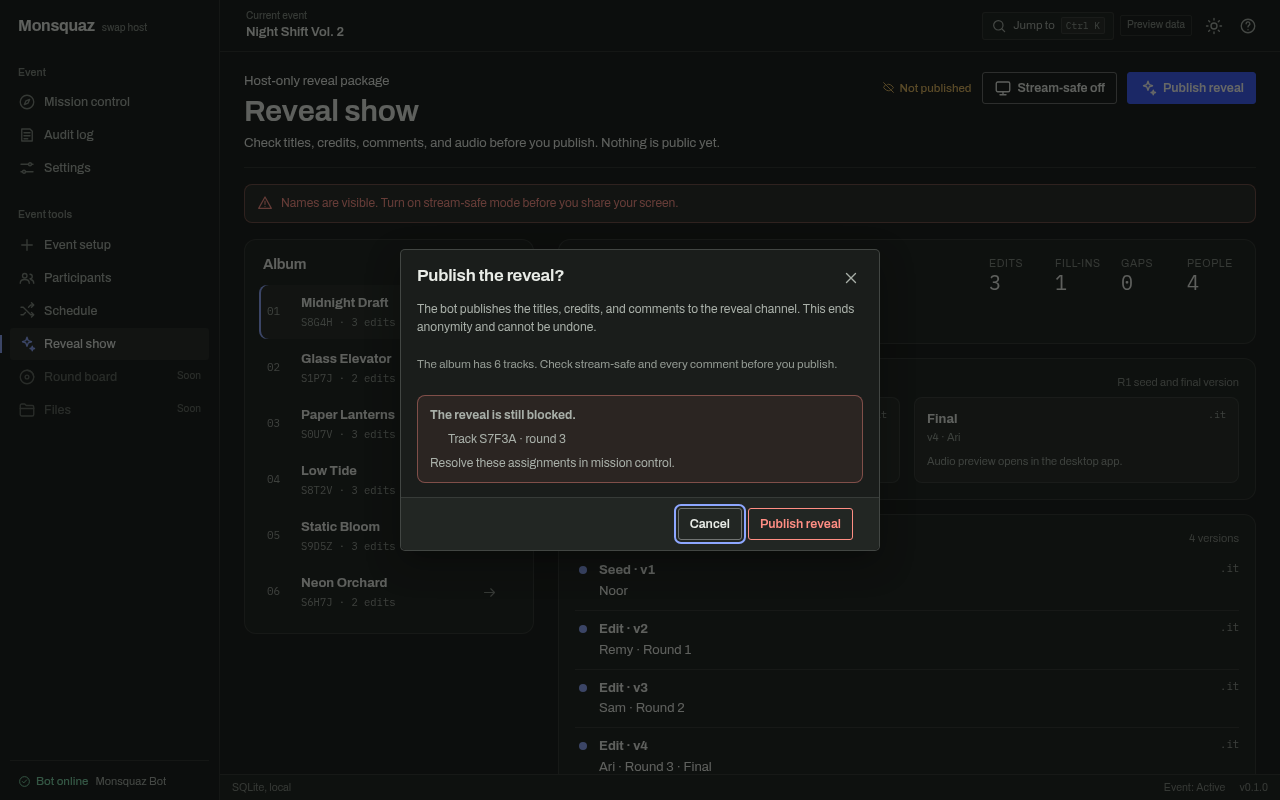 Monsquaz swap host
Event
Mission control
Audit log
Settings
Event tools
Event setup
Participants
Schedule
Reveal show
Round board Soon
Files Soon
Bot online Monsquaz Bot
Current event
Night Shift Vol. 2
Jump to Ctrl K
Preview data
Host-only reveal package
Reveal show
Check titles, credits, comments, and audio before you publish. Nothing is public yet.
Not published
Stream-safe off
Publish reveal
Names are visible. Turn on stream-safe mode before you share your screen.
Album
01 Midnight Draft
S8G4H · 3 edits
02 Glass Elevator
S1P7J · 2 edits
03 Paper Lanterns
S0U7V · 3 edits
04 Low Tide
S8T2V · 3 edits
05 Static Bloom
S9D5Z · 3 edits
06 Neon Orchard
S6H7J · 2 edits
EDITS FILL-INS GAPS PEOPLE
3 1 0 4
R1 seed and final version
Final .it
v4 · Ari
Audio preview opens in the desktop app.
4 versions
Seed · v1 .it
Noor
Edit · v2 .it
Remy · Round 1
Edit · v3 .it
Sam · Round 2
Edit · v4 .it
Ari · Round 3 · Final
Publish the reveal?
The bot publishes the titles, credits, and comments to the reveal channel. This ends
anonymity and cannot be undone.
The album has 6 tracks. Check stream-safe and every comment before you publish.
The reveal is still blocked.
Track S7F3A · round 3
Resolve these assignments in mission control.
Cancel
Publish reveal
SQLite, local
Event: Active v0.1.0